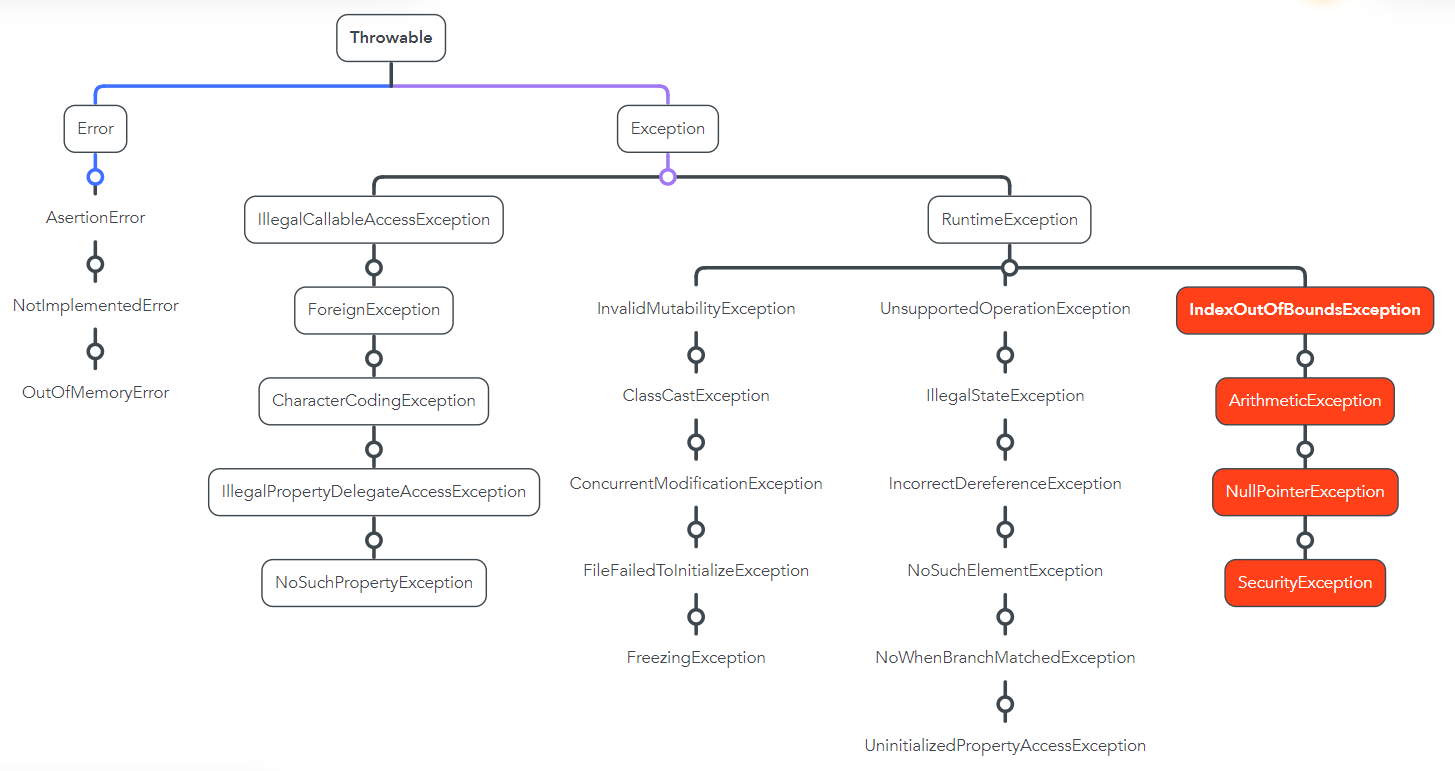 Throwable
Error
Exception
AsertionError
NotImplementedError
OutOfMemoryError
IllegalCallableAccessException
ForeignException
CharacterCodingException
IllegalPropertyDelegateAccessException
NoSuchPropertyException
RuntimeException
InvalidMutabilityException
ClassCastException
ConcurrentModificationException
FileFailedToInitializeException
FreezingException
UnsupportedOperationException
IllegalStateException
IncorrectDereferenceException
NoSuchElementException
NoWhenBranchMatchedException
UninitializedPropertyAccessException
IndexOutOfBoundsException
ArithmeticException
NullPointerException
SecurityException